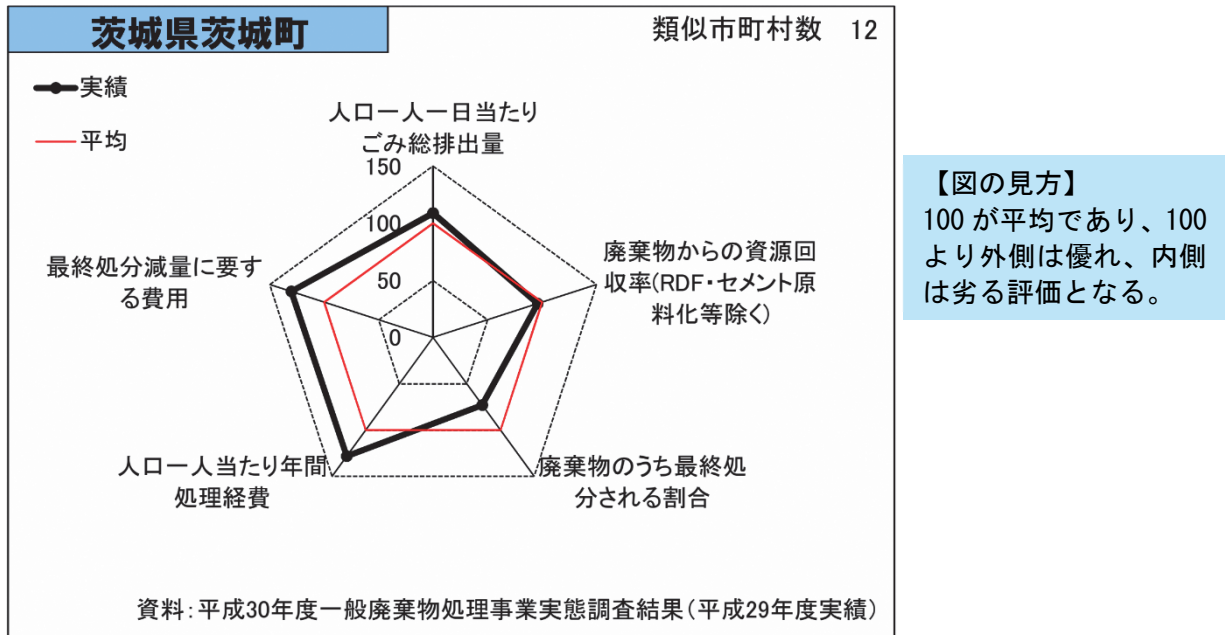 茨城県茨城町
類似市町村数 12
実績
平均
人口一人一日当たり
ごみ総排出量
150
100
50
0
廃棄物からの資源回
収率(RDF・セメント原
料化等除く)
廃棄物のうち最終処
分される割合
人口一人当たり年間
処理経費
最終処分減量に要す
る費用
資料:平成30年度一般廃棄物処理事業実態調査結果(平成29年度実績)
【図の見方】
100 が平均であり、100
より外側は優れ、内側
は劣る評価となる。